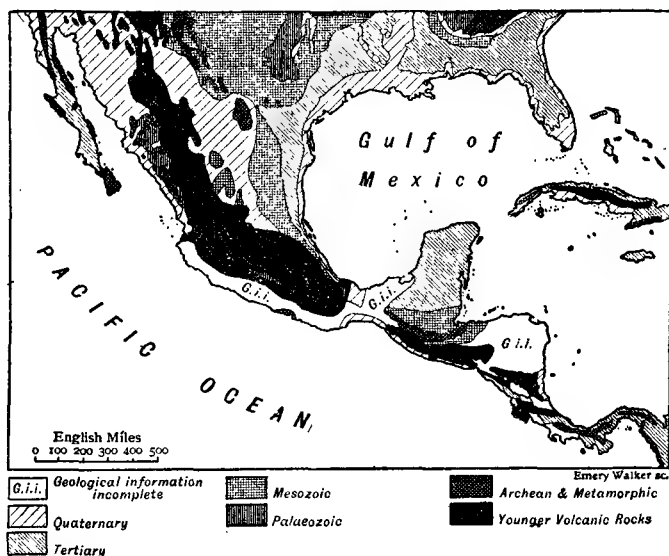 Gulf of
Mexico
G.i.i.
G.i.i.
G.i.i.
PACIFIC OCEAN
English Miles
0 100 200 300 400 500
Emery Walker sc.
G.i.i. Geological information
incomplete
Quaternary
Tertiary
Mesozoic
Palaeozoic
Archean & Metamorphic
Younger Volcanic Rocks